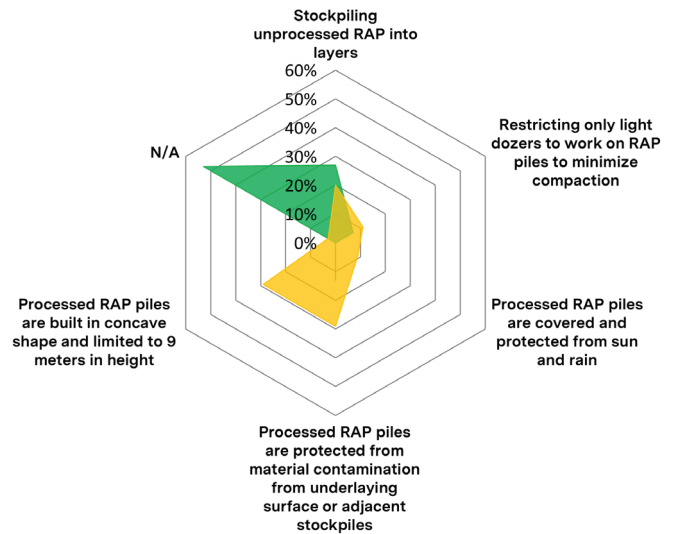 Stockpiling
unprocessed RAP into
layers
60%
50%
40%
30%
20%
10%
0%
Restricting only light
dozers to work on RAP
piles to minimize
compaction
Processed RAP piles
are covered and
protected from sun
and rain
Processed RAP piles
are protected from
material contamination
from underlaying
surface or adjacent
stockpiles
Processed RAP piles
are built in concave
shape and limited to 9
meters in height
N/A